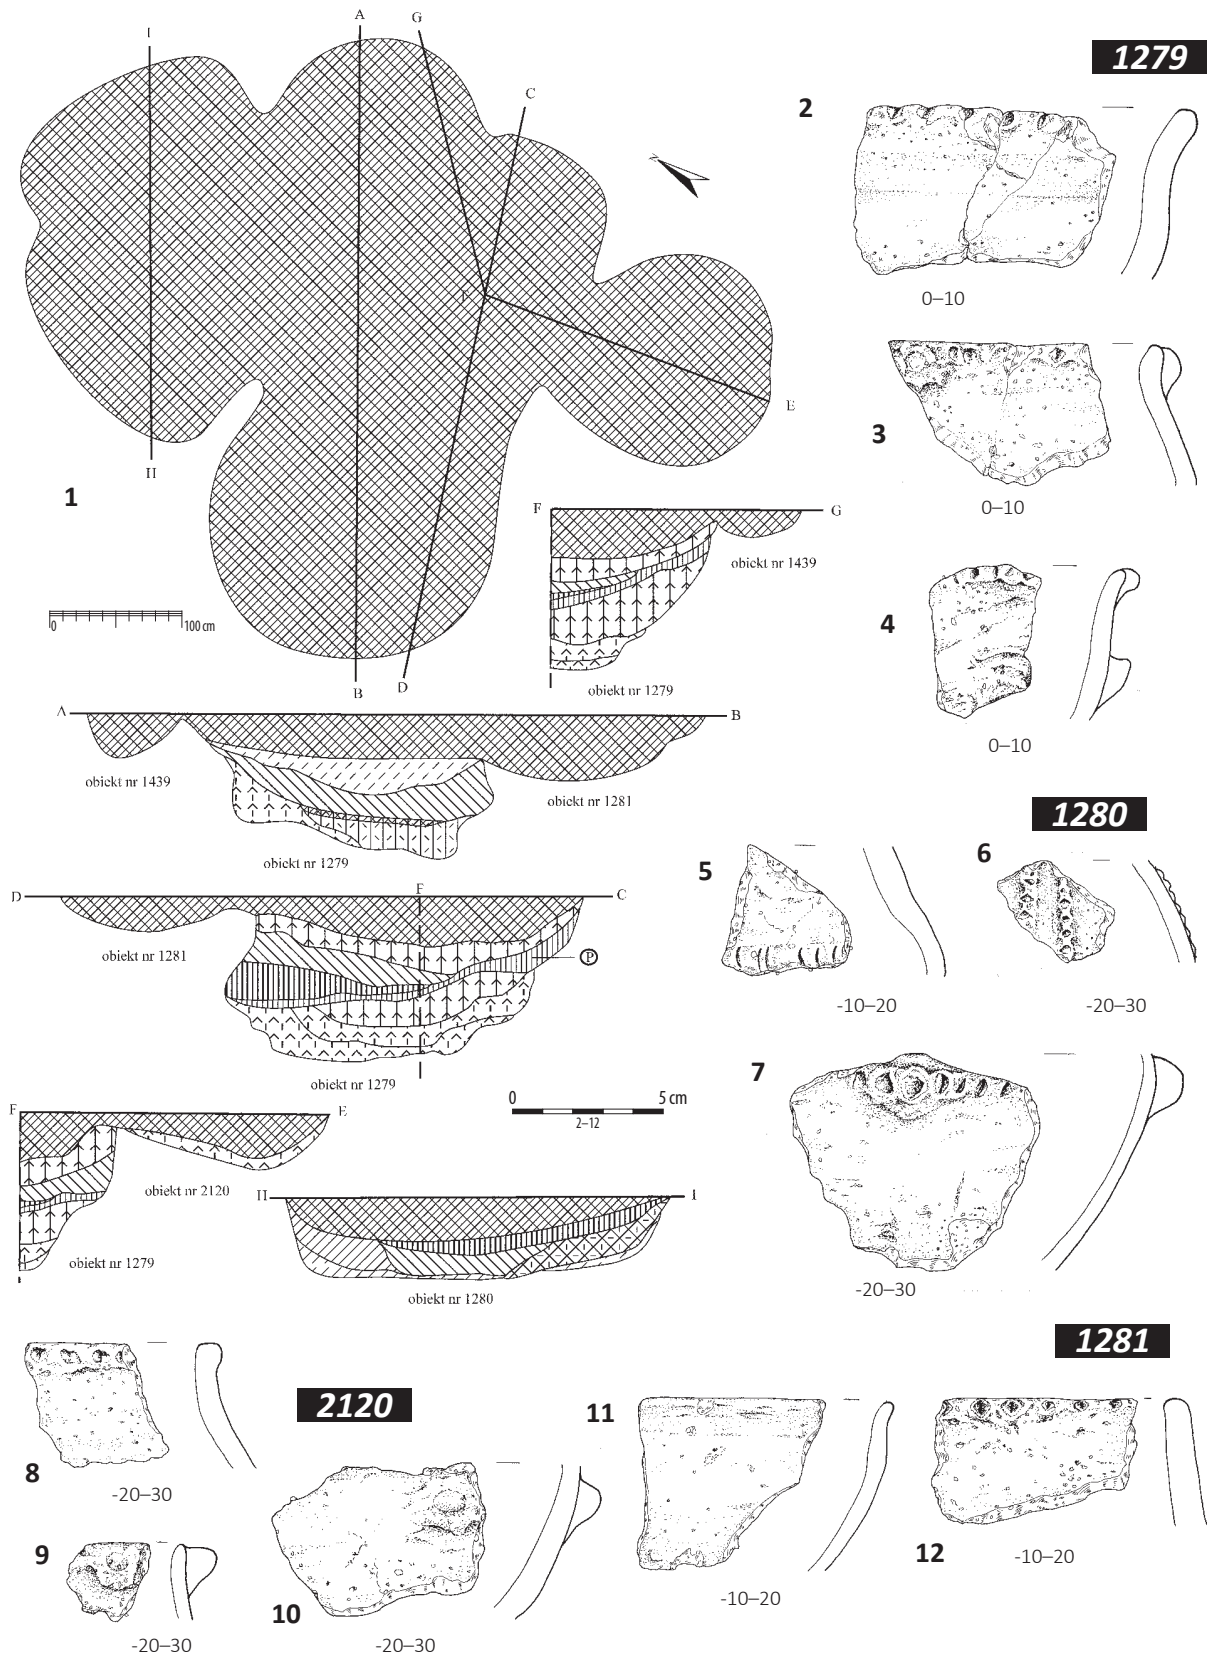 I
A
G
C
1279
2
0–10
F
3
0–10
E
H
1
F
G
obiekt nr 1439
4
0
100 cm
B
D
obiekt nr 1279
0–10
A
B
obiekt nr 1439
obiekt nr 1281
obiekt nr 1279
1280
5
6
-10–20
-20–30
D
F
C
obiekt nr 1281
P
obiekt nr 1279
7
0
5 cm
2–12
F
E
obiekt nr 2120
obiekt nr 1279
H
I
obiekt nr 1280
-20–30
1281
8
-20–30
2120
11
-10–20
12
-10–20
9
-20–30
10
-20–30